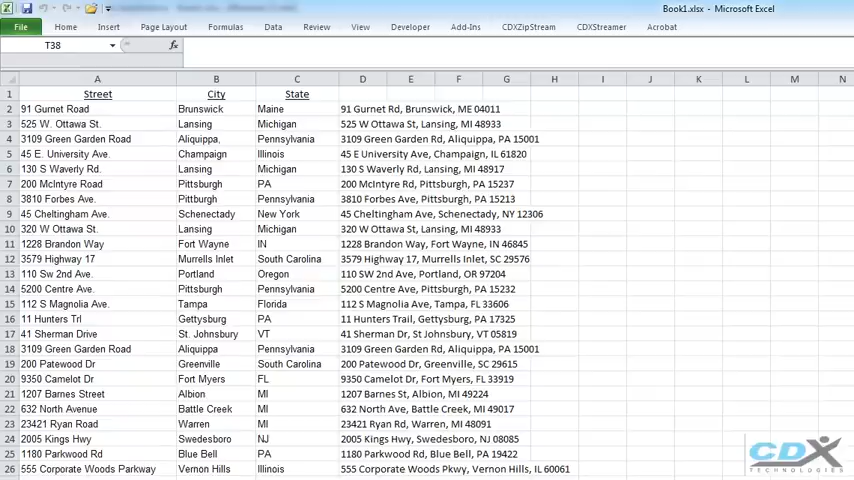 Book1.xlsx - Microsoft Excel
File Home Insert Page Layout Formulas Data Review View Developer Add-Ins CDXZipStream CDXStreamer Acrobat
T38 fx
A B C D E F G H I J K L M N
1 Street City State
2 91 Gurnet Road Brunswick Maine 91 Gurnet Rd, Brunswick, ME 04011
3 525 W. Ottawa St. Lansing Michigan 525 W Ottawa St, Lansing, MI 48933
4 3109 Green Garden Road Aliquippa, Pennsylvania 3109 Green Garden Rd, Aliquippa, PA 15001
5 45 E. University Ave. Champaign Illinois 45 E University Ave, Champaign, IL 61820
6 130 S Waverly Rd. Lansing Michigan 130 S Waverly Rd, Lansing, MI 48917
7 200 McIntyre Road Pittsburgh PA 200 McIntyre Rd, Pittsburgh, PA 15237
8 3810 Forbes Ave. Pittburgh Pennsylvania 3810 Forbes Ave, Pittsburgh, PA 15213
9 45 Cheltingham Ave. Schenectady New York 45 Cheltingham Ave, Schenectady, NY 12306
10 320 W Ottawa St. Lansing Michigan 320 W Ottawa St, Lansing, MI 48933
11 1228 Brandon Way Fort Wayne IN 1228 Brandon Way, Fort Wayne, IN 46845
12 3579 Highway 17 Murrells Inlet South Carolina 3579 Highway 17, Murrells Inlet, SC 29576
13 110 Sw 2nd Ave. Portland Oregon 110 SW 2nd Ave, Portland, OR 97204
14 5200 Centre Ave. Pittsburgh Pennsylvania 5200 Centre Ave, Pittsburgh, PA 15232
15 112 S Magnolia Ave. Tampa Florida 112 S Magnolia Ave, Tampa, FL 33606
16 11 Hunters Trl Gettysburg PA 11 Hunters Trail, Gettysburg, PA 17325
17 41 Sherman Drive St. Johnsbury VT 41 Sherman Dr, St Johnsbury, VT 05819
18 3109 Green Garden Road Aliquippa Pennsylvania 3109 Green Garden Rd, Aliquippa, PA 15001
19 200 Patewood Dr Greenville South Carolina 200 Patewood Dr, Greenville, SC 29615
20 9350 Camelot Dr Fort Myers FL 9350 Camelot Dr, Fort Myers, FL 33919
21 1207 Barnes Street Albion MI 1207 Barnes St, Albion, MI 49224
22 632 North Avenue Battle Creek MI 632 North Ave, Battle Creek, MI 49017
23 23421 Ryan Road Warren MI 23421 Ryan Rd, Warren, MI 48091
24 2005 Kings Hwy Swedesboro NJ 2005 Kings Hwy, Swedesboro, NJ 08085
25 1180 Parkwood Rd. Blue Bell PA 1180 Parkwood Rd, Blue Bell, PA 19422
26 555 Corporate Woods Parkway Vernon Hills Illinois 555 Corporate Woods Pkwy, Vernon Hills, IL 60061
CDX
TECHNOLOGIES